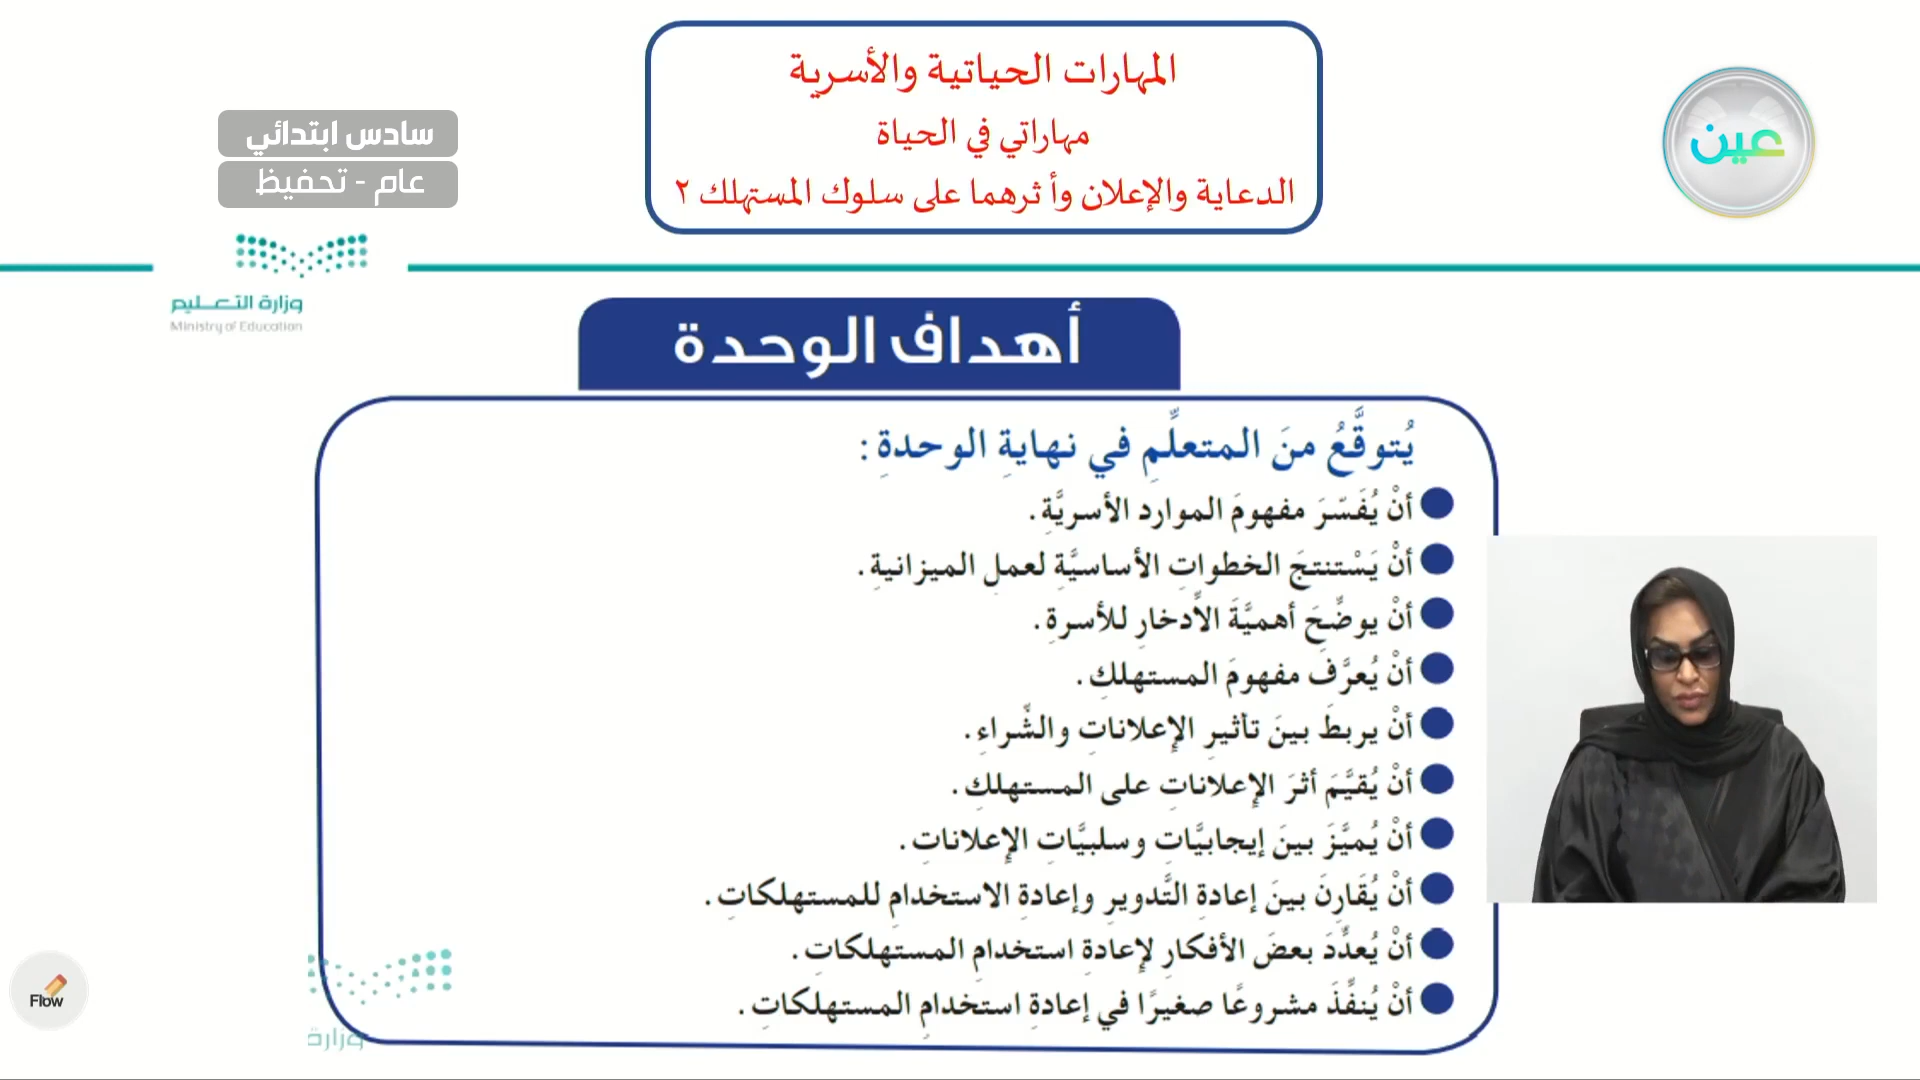 المهارات الحياتية والأسرية
مهاراتي في الحياة
الدعاية والإعلان وأثرهما على سلوك المستهلك ٢
عين
سادس ابتدائي
عام - تحفيظ
وزارة التعليم
Ministry of Education
أهداف الوحدة
يُتوقَّعُ منَ المتعلِّمِ في نهايةِ الوحدةِ :
أنْ يُفَسّرَ مفهومَ الموارد الأسريَّةِ .
أنْ يَسْتنتجَ الخطواتِ الأساسيَّةِ لعملِ الميزانيةِ .
أنْ يوضِّحَ أهميَّةَ الاِّدخارِ للأسرةِ .
أنْ يُعرَّفَ مفهومَ المستهلكِ .
أنْ يربطَ بينَ تأثيرِ الإعلاناتِ والشِّراءِ .
أنْ يُقيَّمَ أثرَ الإعلاناتِ على المستهلكِ .
أنْ يُميَّزَ بينَ إيجابيَّاتِ وسلبيَّاتِ الإعلاناتِ .
أنْ يُقَارِنَ بينَ إعادةِ التَّدويرِ وإعادةِ الاستخدامِ للمستهلكاتِ .
أنْ يُعدِّدَ بعضَ الأفكارِ لإعادةِ استخدامِ المستهلكاتِ .
أنْ يُنفِّذَ مشروعًا صغيرًا في إعادةِ استخدامِ المستهلكاتِ .
Flow